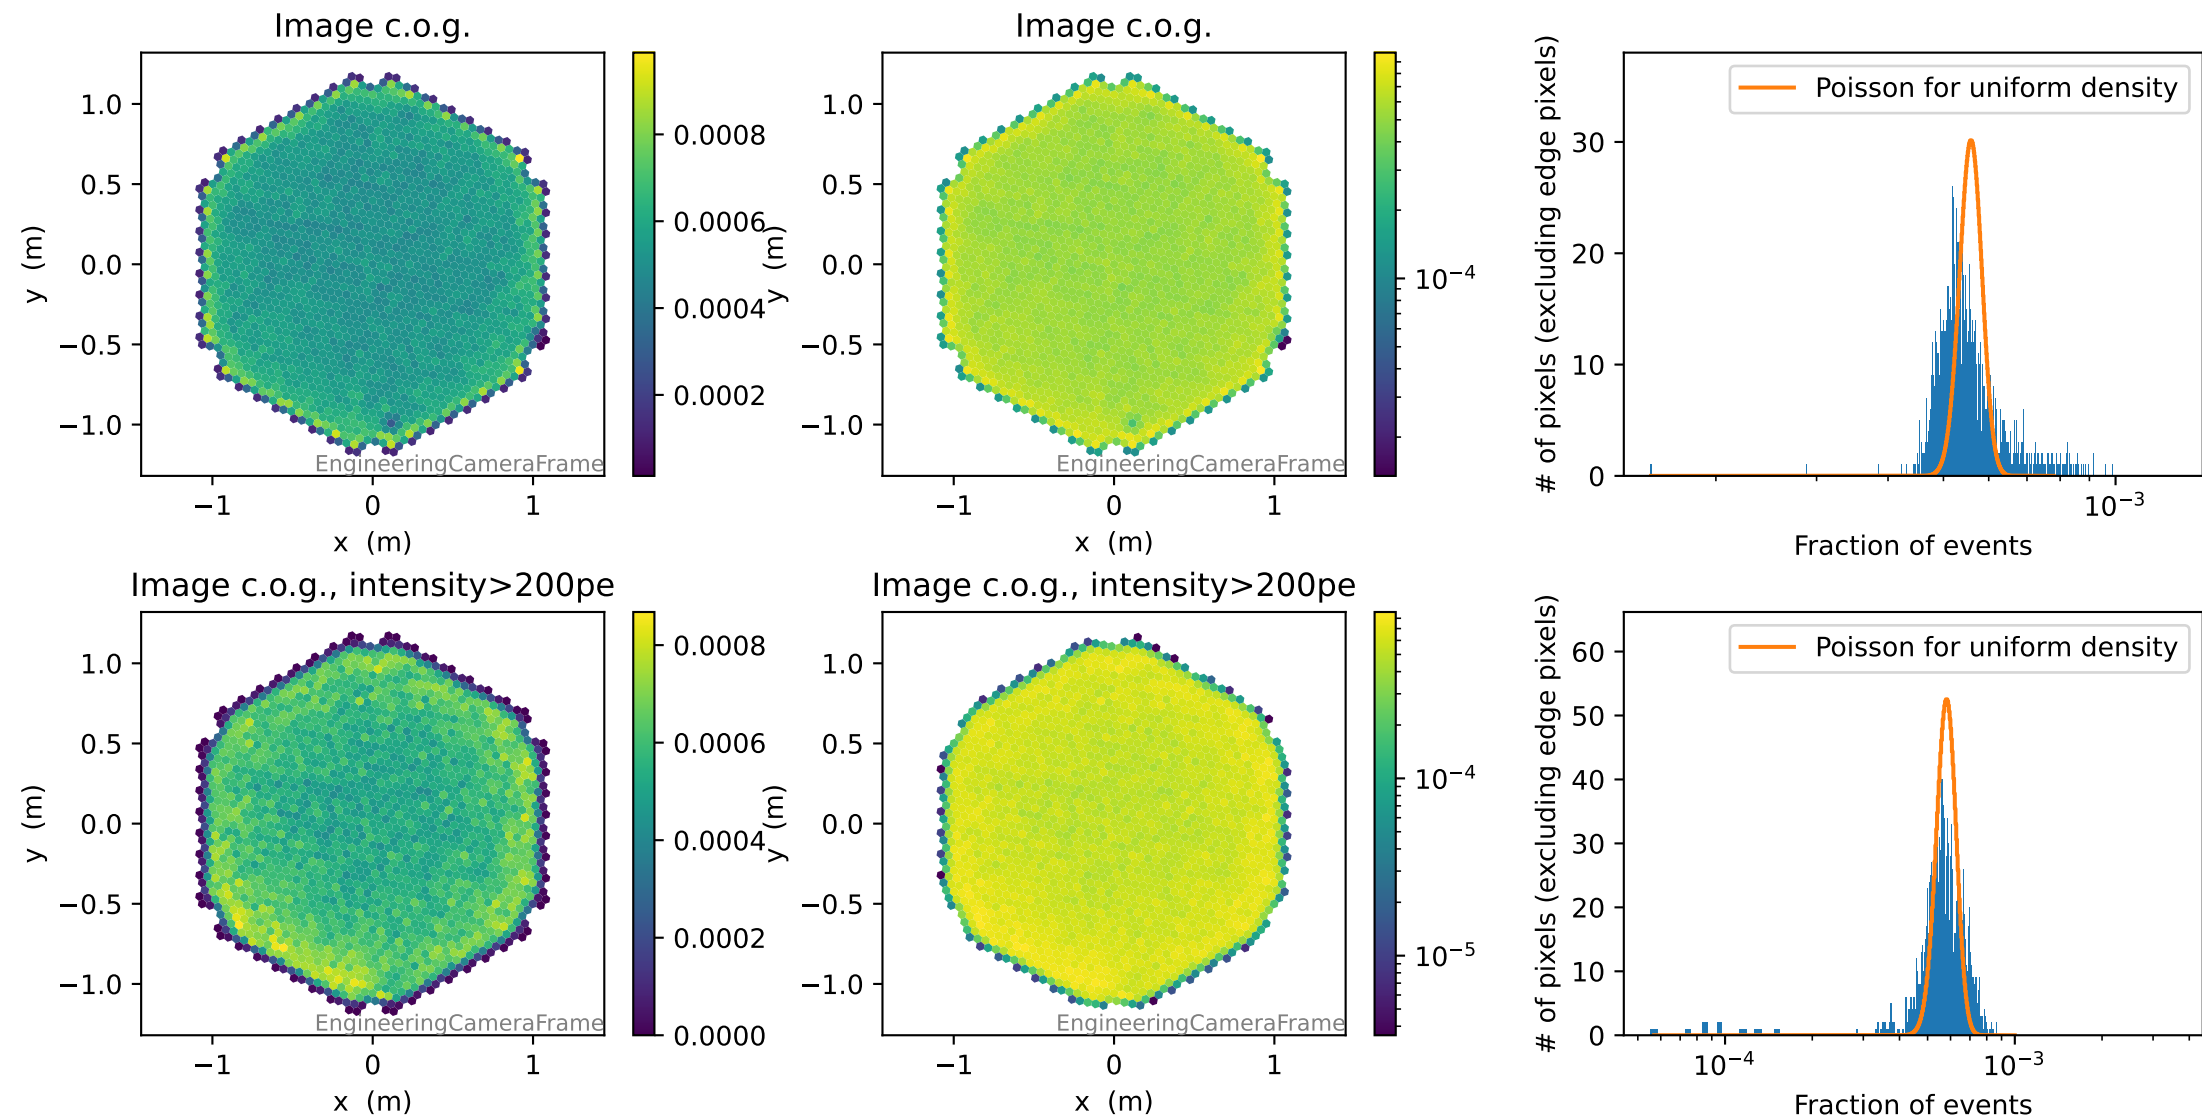 Image c.o.g.
1.0
0.5
0.0
−0.5
−1.0
y (m)
−1
0
1
x (m)
EngineeringCameraFrame
0.0008
0.0006
0.0004
0.0002
Image c.o.g.
1.0
0.5
0.0
−0.5
−1.0
y (m)
−1
0
1
x (m)
EngineeringCameraFrame
10⁻⁴
# of pixels (excluding edge pixels)
30
20
10
0
Poisson for uniform density
10⁻³
Fraction of events
Image c.o.g., intensity>200pe
1.0
0.5
0.0
−0.5
−1.0
y (m)
−1
0
1
x (m)
EngineeringCameraFrame
0.0008
0.0006
0.0004
0.0002
0.0000
Image c.o.g., intensity>200pe
1.0
0.5
0.0
−0.5
−1.0
y (m)
−1
0
1
x (m)
EngineeringCameraFrame
10⁻⁴
10⁻⁵
# of pixels (excluding edge pixels)
60
50
40
30
20
10
0
Poisson for uniform density
10⁻⁴
10⁻³
Fraction of events